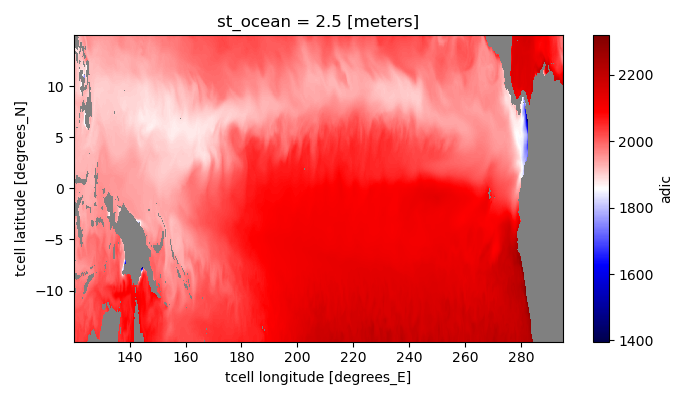 st_ocean = 2.5 [meters]
10
5
0
−5
−10
tcell latitude [degrees_N]
140 160 180 200 220 240 260 280
tcell longitude [degrees_E]
2200
2000
1800
1600
1400
adic